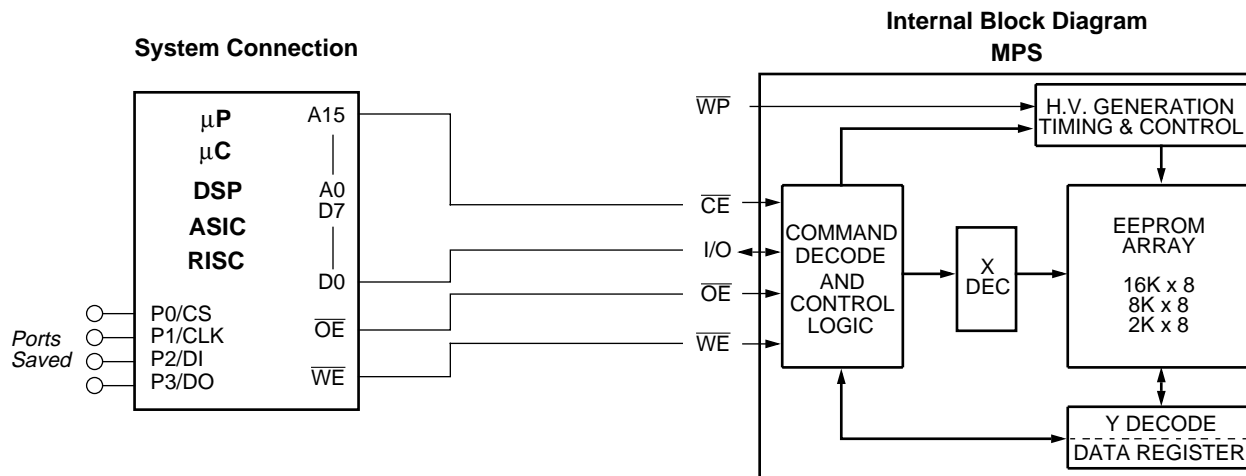 System Connection
μP
μC
DSP
ASIC
RISC
A15
A0
D7
D0
OE
WE
P0/CS
P1/CLK
P2/DI
P3/DO
Ports
Saved
Internal Block Diagram
MPS
WP
CE
I/O
OE
WE
H.V. GENERATION
TIMING & CONTROL
COMMAND
DECODE
AND
CONTROL
LOGIC
X
DEC
EEPROM
ARRAY
16K x 8
8K x 8
2K x 8
Y DECODE
DATA REGISTER